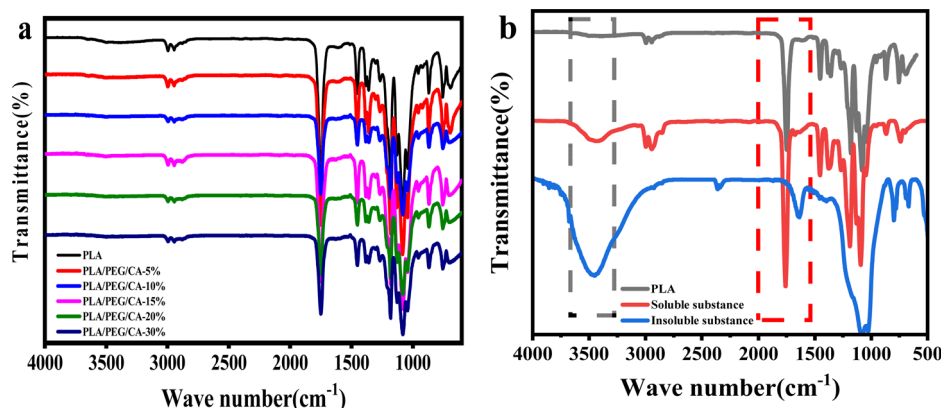 a
Transmittance(%)
PLA
PLA/PEG/CA-5%
PLA/PEG/CA-10%
PLA/PEG/CA-15%
PLA/PEG/CA-20%
PLA/PEG/CA-30%
4000 3500 3000 2500 2000 1500 1000
Wave number(cm⁻¹)
b
Transmittance(%)
PLA
Soluble substance
Insoluble substance
4000 3500 3000 2500 2000 1500 1000 500
Wave number(cm⁻¹)